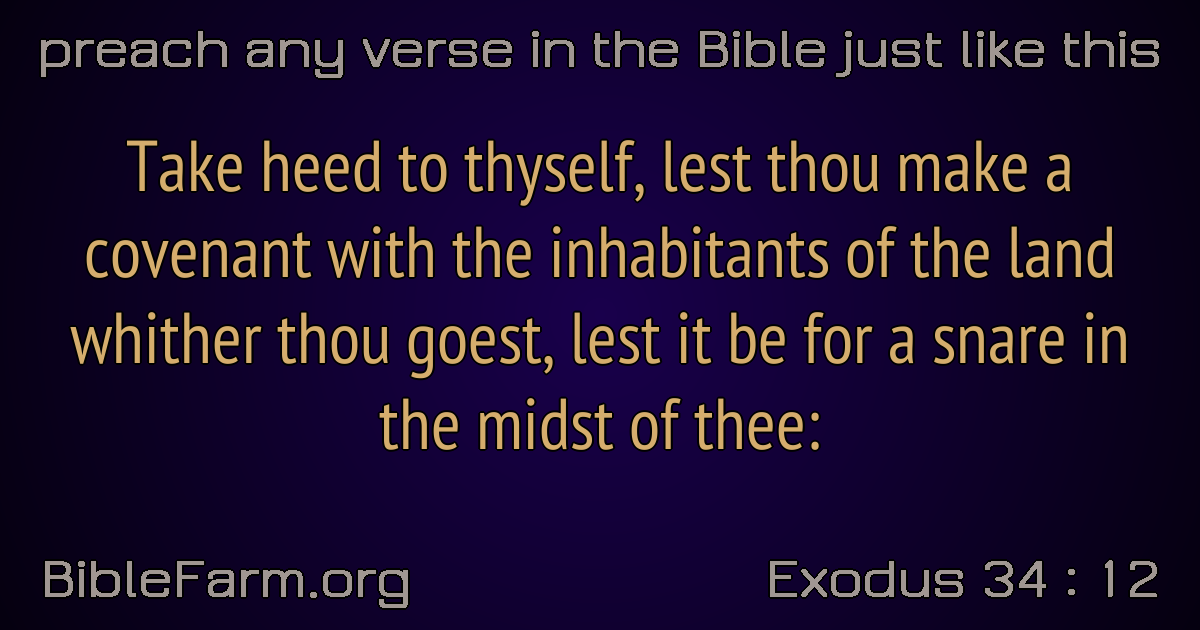 preach any verse in the Bible just like this
Take heed to thyself, lest thou make a
covenant with the inhabitants of the land
whither thou goest, lest it be for a snare in
the midst of thee:
BibleFarm.org
Exodus 34 : 12